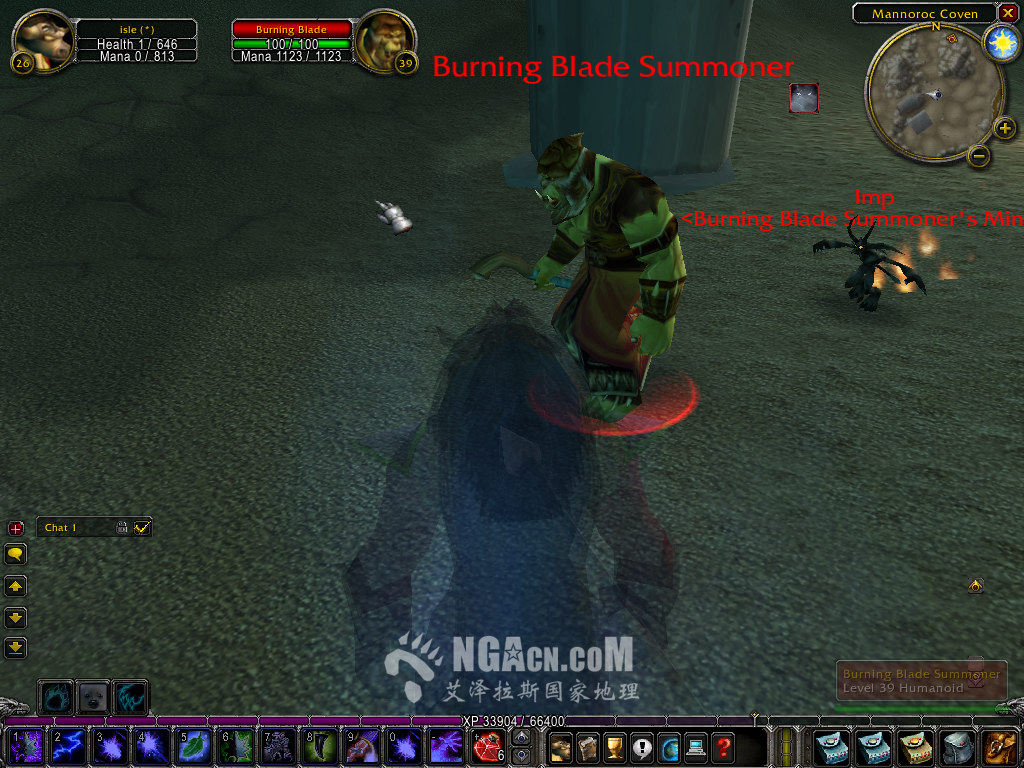 isle (*)
Health 1 / 646
Mana 0 / 813
26
Burning Blade
100 / 100
Mana 1123 / 1123
39
Mannoroc Coven
N
Burning Blade Summoner
Imp
<Burning Blade Summoner's Min
Chat 1
NGACN.COM
艾泽拉斯国家地理
Burning Blade Summoner
Level 39 Humanoid
XP 33904 / 66400
1 2 3 4 5 6 7 8 9 0 - 6